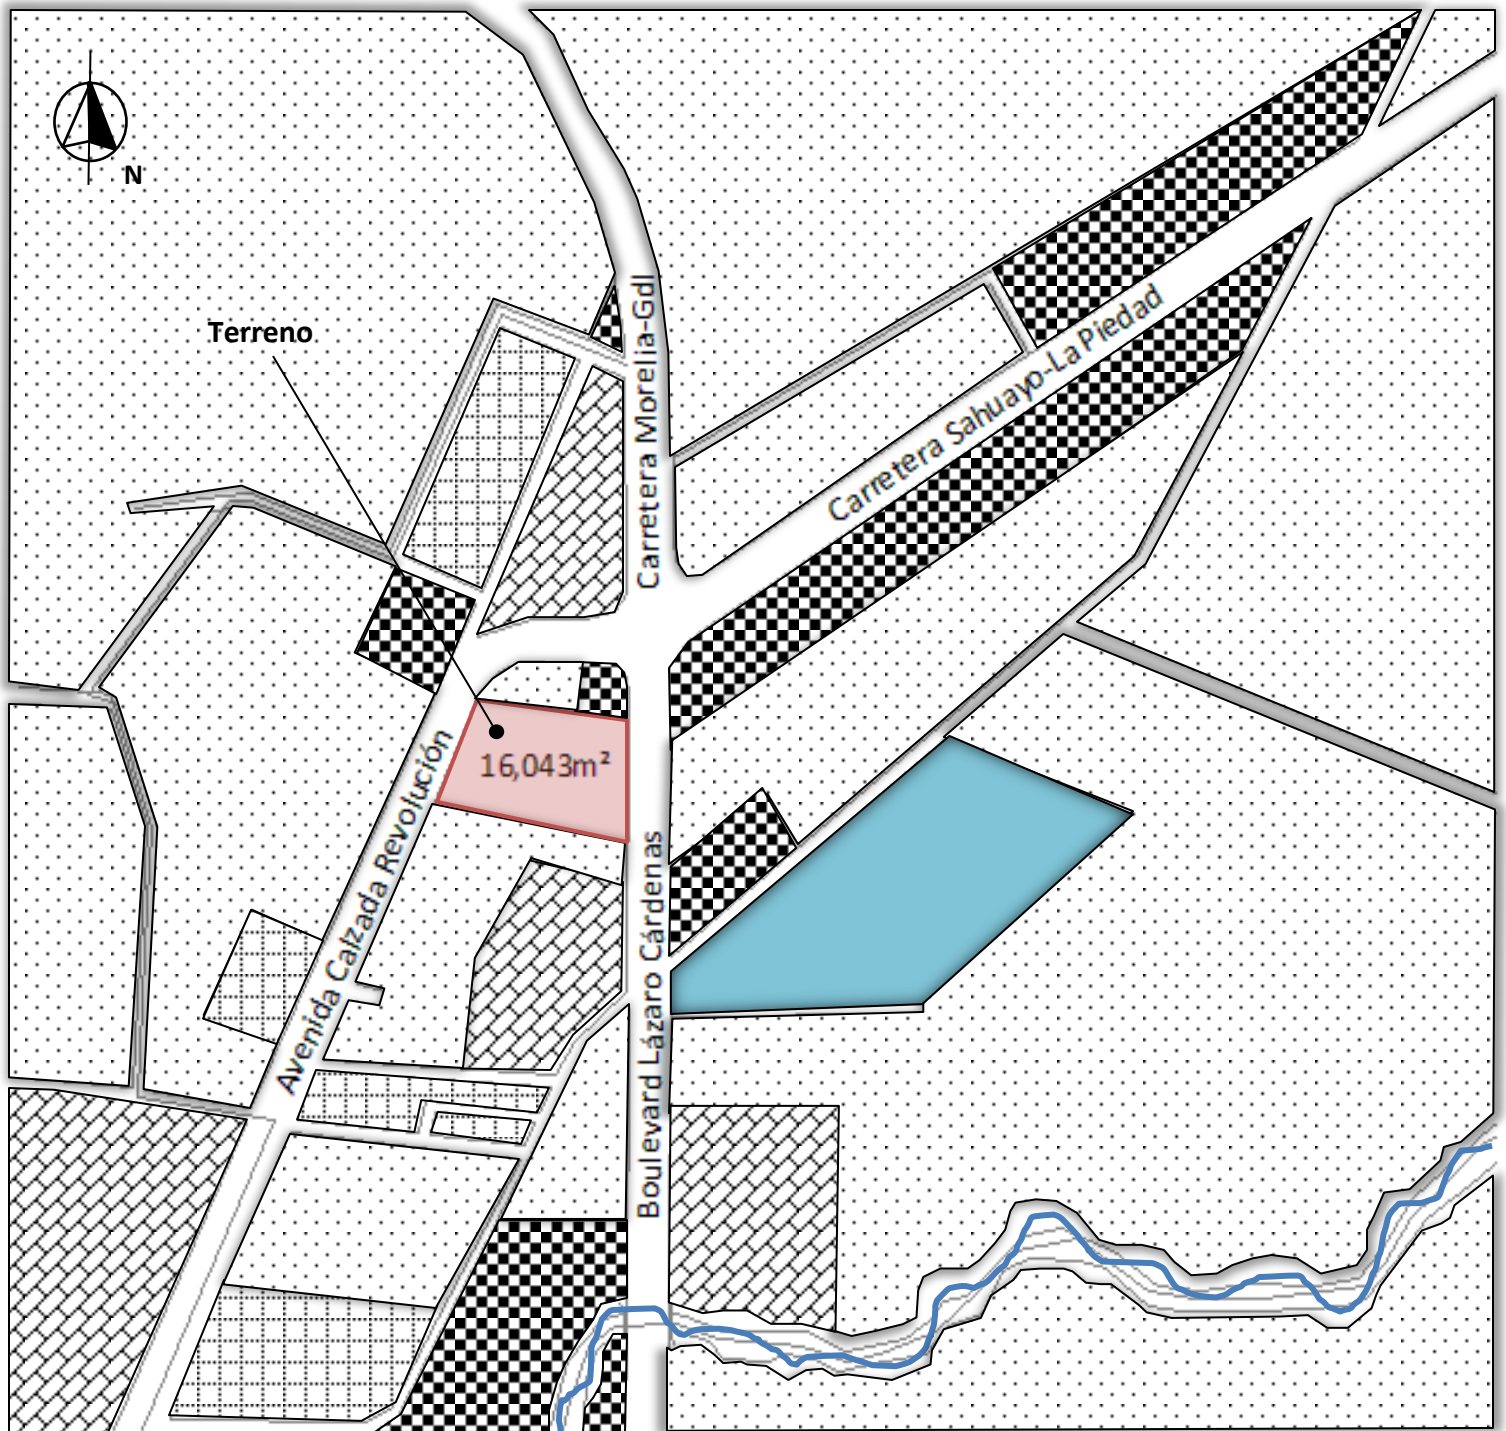 N
Terreno
Carretera Morelia-Gdl
Carretera Sahuayo-La Piedad
16,043m²
Avenida Calzada Revolución
Boulevard Lázaro Cárdenas